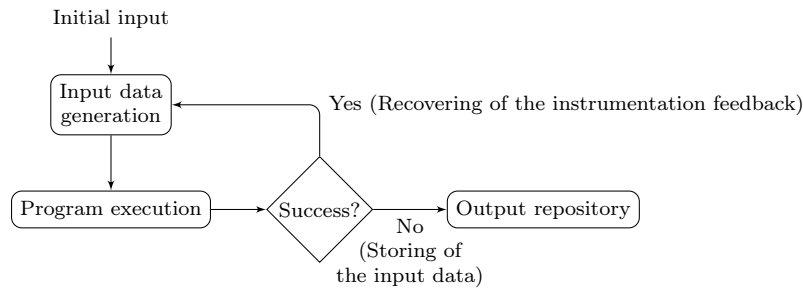 Initial input
Input data
generation
Yes (Recovering of the instrumentation feedback)
Program execution
Success?
Output repository
No
(Storing of
the input data)